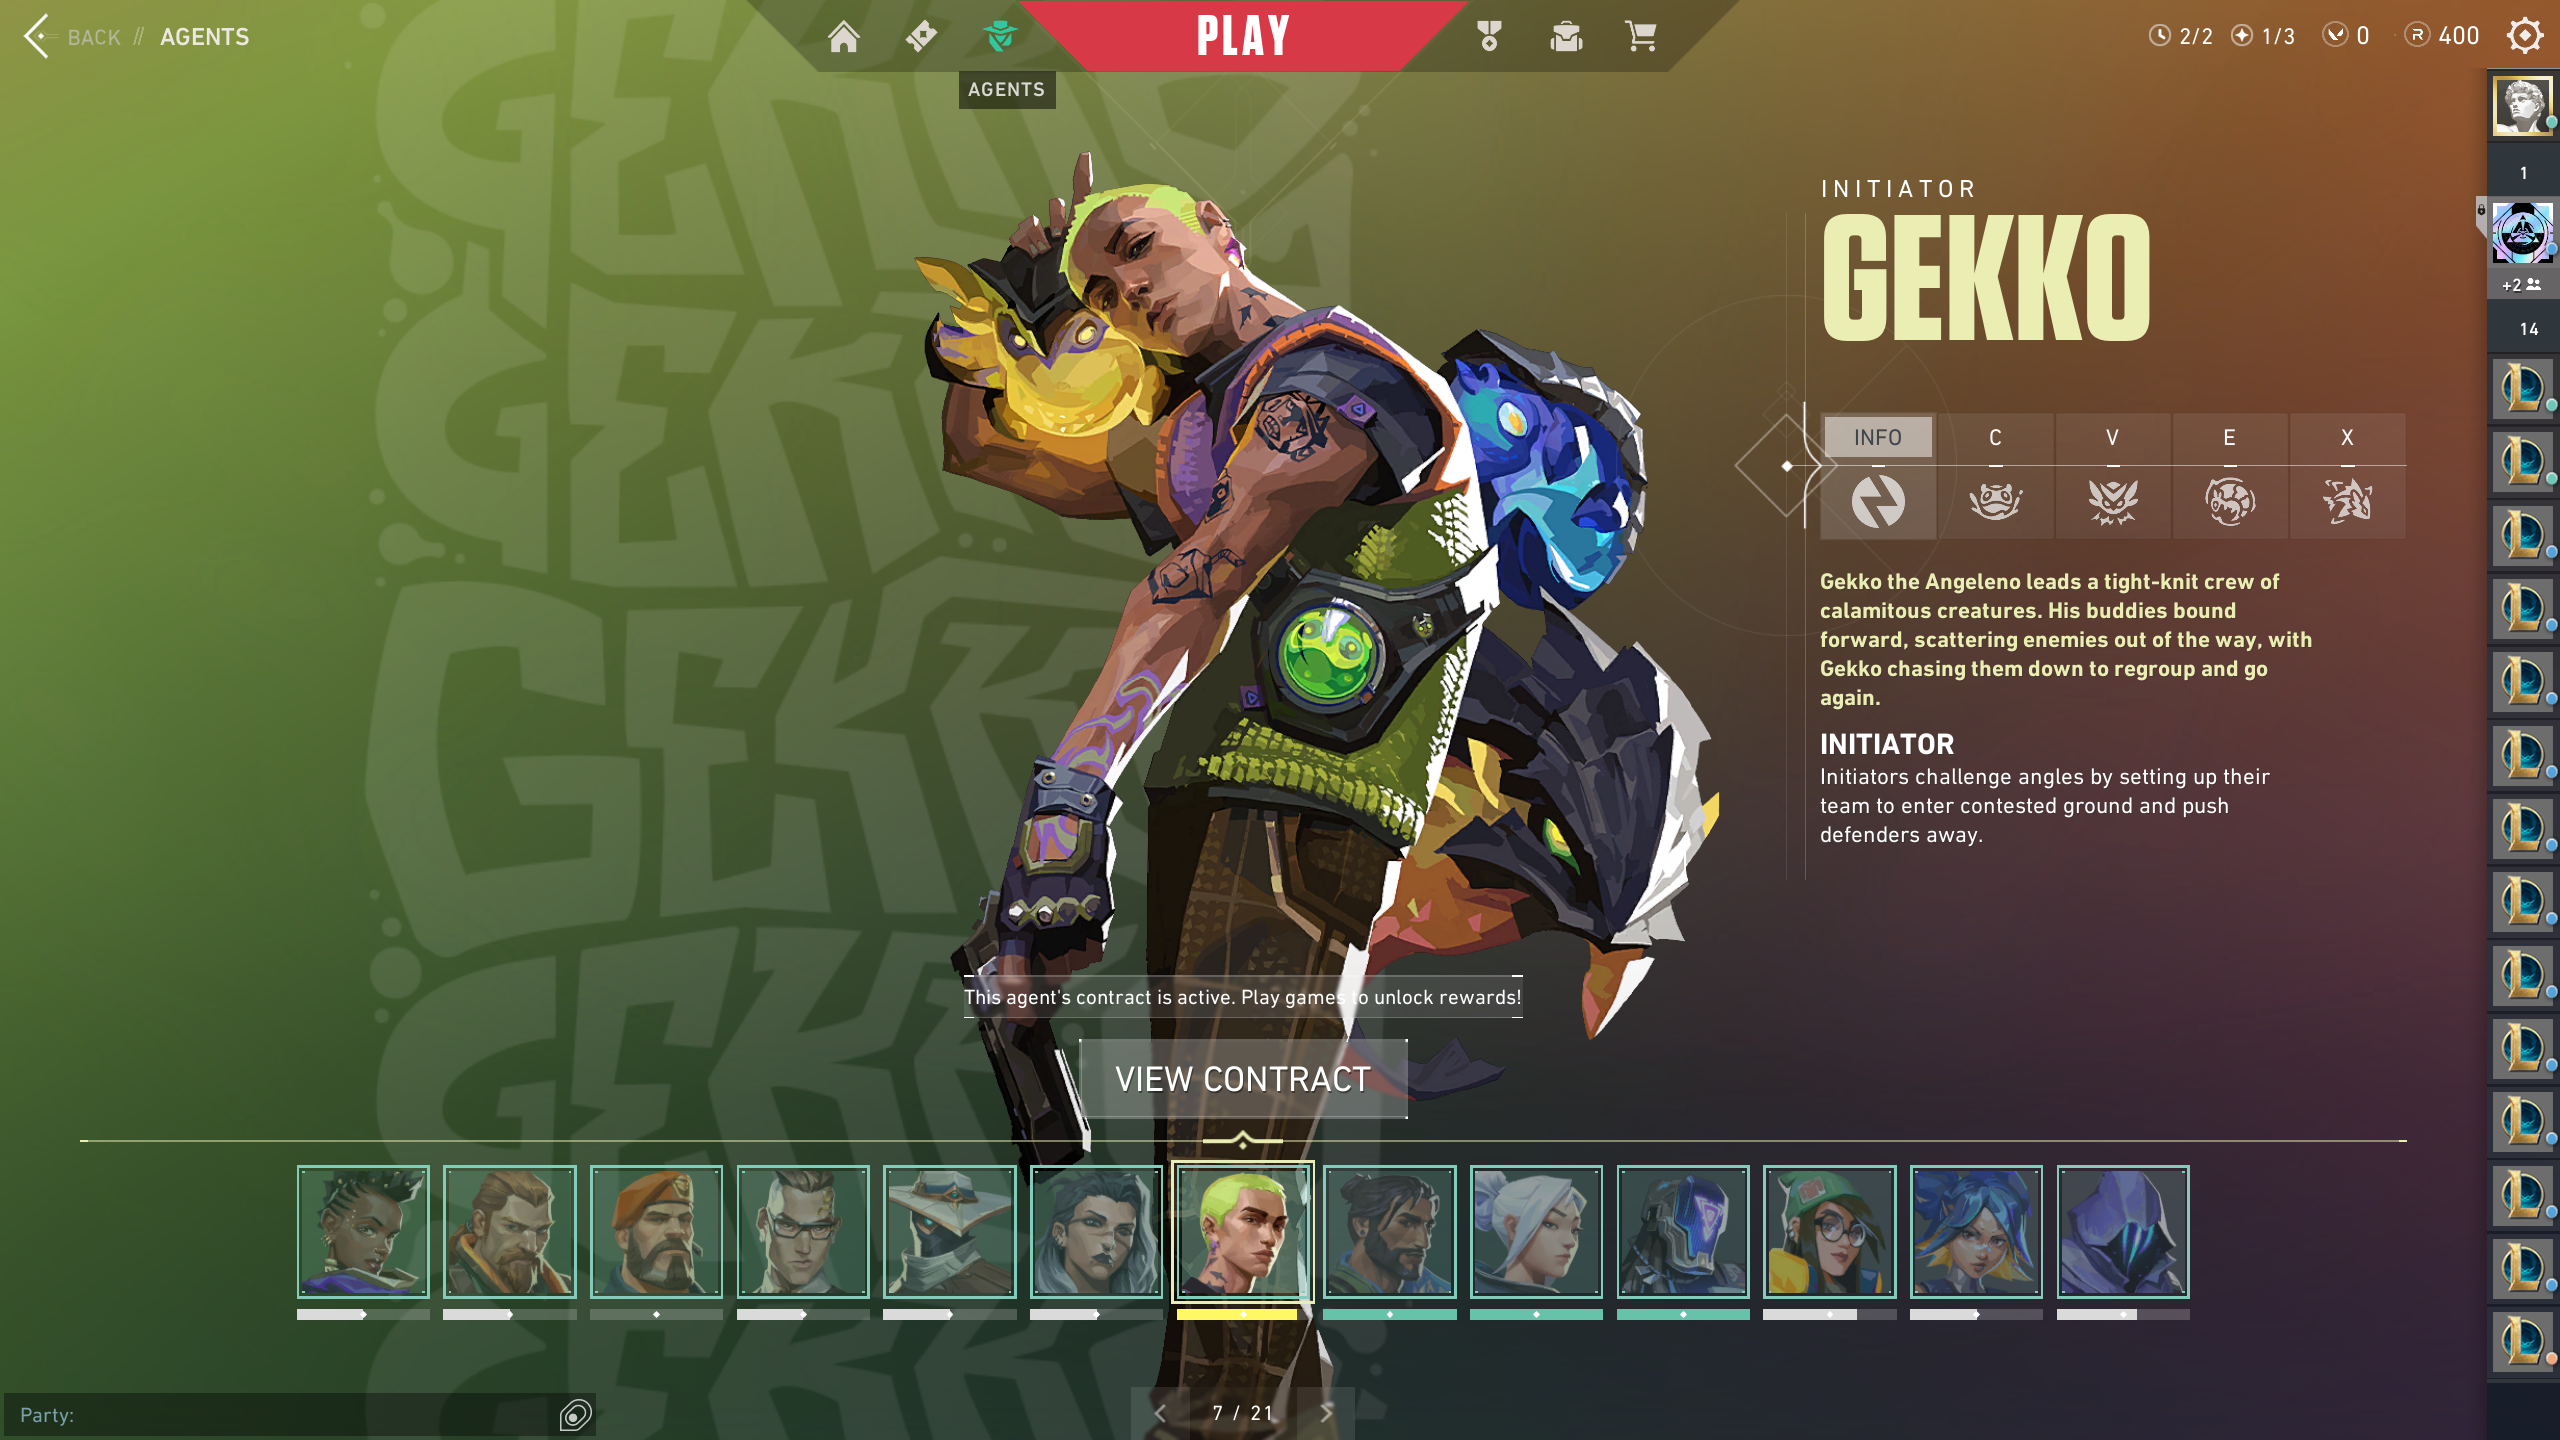 BACK // AGENTS
PLAY
2/2 1/3 0 400
AGENTS
1
+2
14
INITIATOR
GEKKO
INFO C V E X
Gekko the Angeleno leads a tight-knit crew of
calamitous creatures. His buddies bound
forward, scattering enemies out of the way, with
Gekko chasing them down to regroup and go
again.
INITIATOR
Initiators challenge angles by setting up their
team to enter contested ground and push
defenders away.
GEKKO
GEKKO
GEKKO
GEKKO
This agent's contract is active. Play games to unlock rewards!
VIEW CONTRACT
Party:
7 / 21